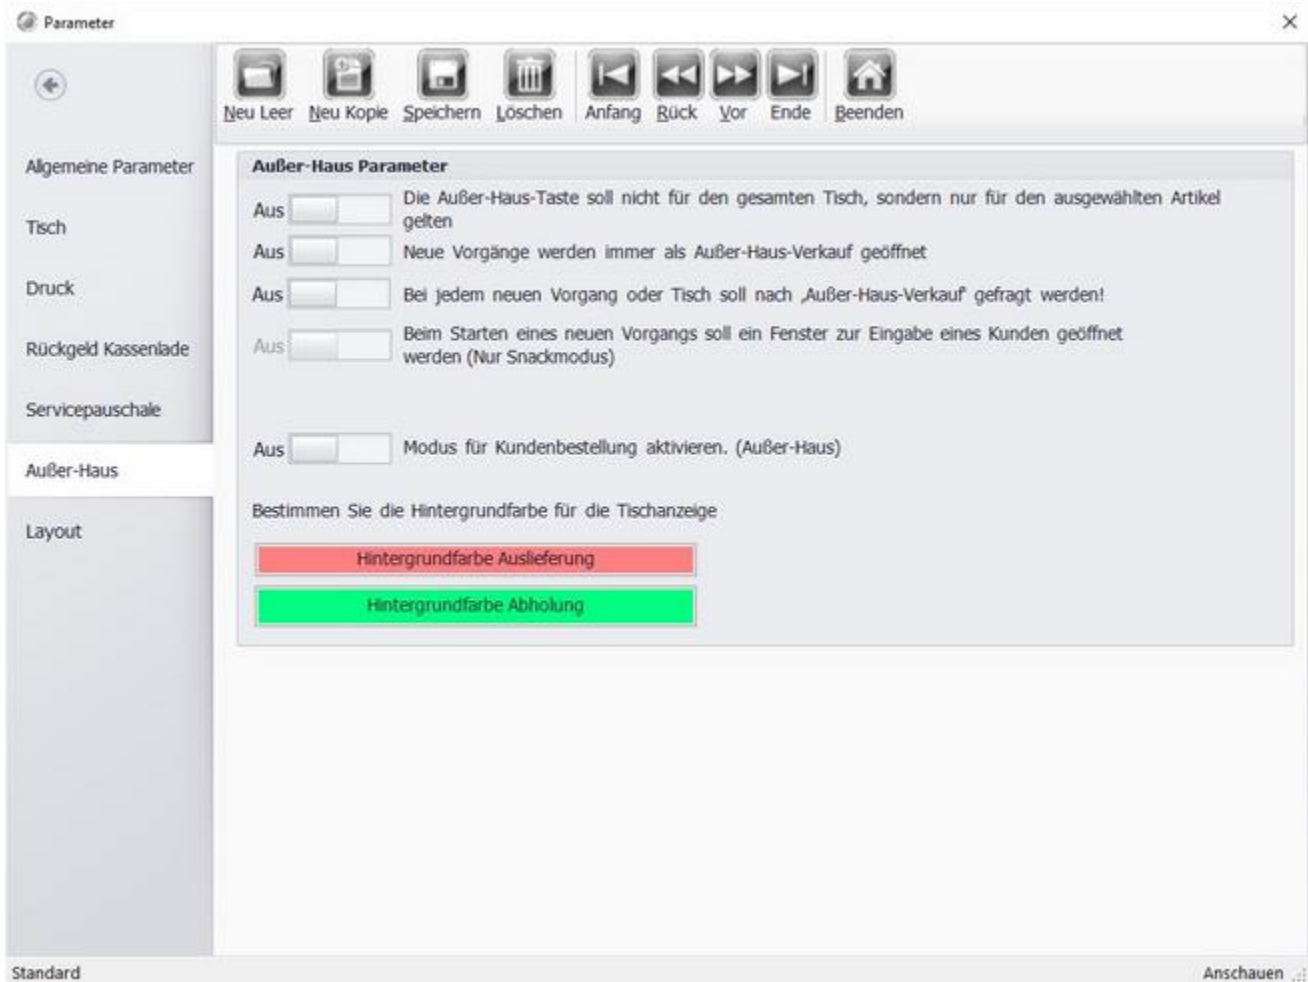 Parameter
Neu Leer Neu Kopie Speichern Löschen Anfang Rück Vor Ende Beenden
Allgemeine Parameter
Tisch
Druck
Rückgeld Kassenlade
Servicepauschale
Außer-Haus
Layout
Außer-Haus Parameter
Aus Die Außer-Haus-Taste soll nicht für den gesamten Tisch, sondern nur für den ausgewählten Artikel
gelten
Aus Neue Vorgänge werden immer als Außer-Haus-Verkauf geöffnet
Aus Bei jedem neuen Vorgang oder Tisch soll nach ‚Außer-Haus-Verkauf‘ gefragt werden!
Aus Beim Starten eines neuen Vorgangs soll ein Fenster zur Eingabe eines Kunden geöffnet
werden (Nur Snackmodus)
Aus Modus für Kundenbestellung aktivieren. (Außer-Haus)
Bestimmen Sie die Hintergrundfarbe für die Tischanzeige
Hintergrundfarbe Auslieferung
Hintergrundfarbe Abholung
Standard Anschauen